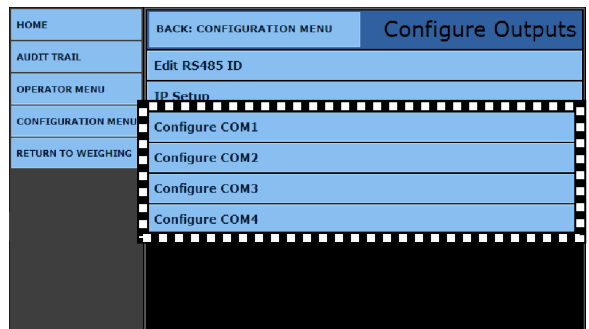 HOME
AUDIT TRAIL
OPERATOR MENU
CONFIGURATION MENU
RETURN TO WEIGHING
BACK: CONFIGURATION MENU
Configure Outputs
Edit RS485 ID
IP Setup
Configure COM1
Configure COM2
Configure COM3
Configure COM4